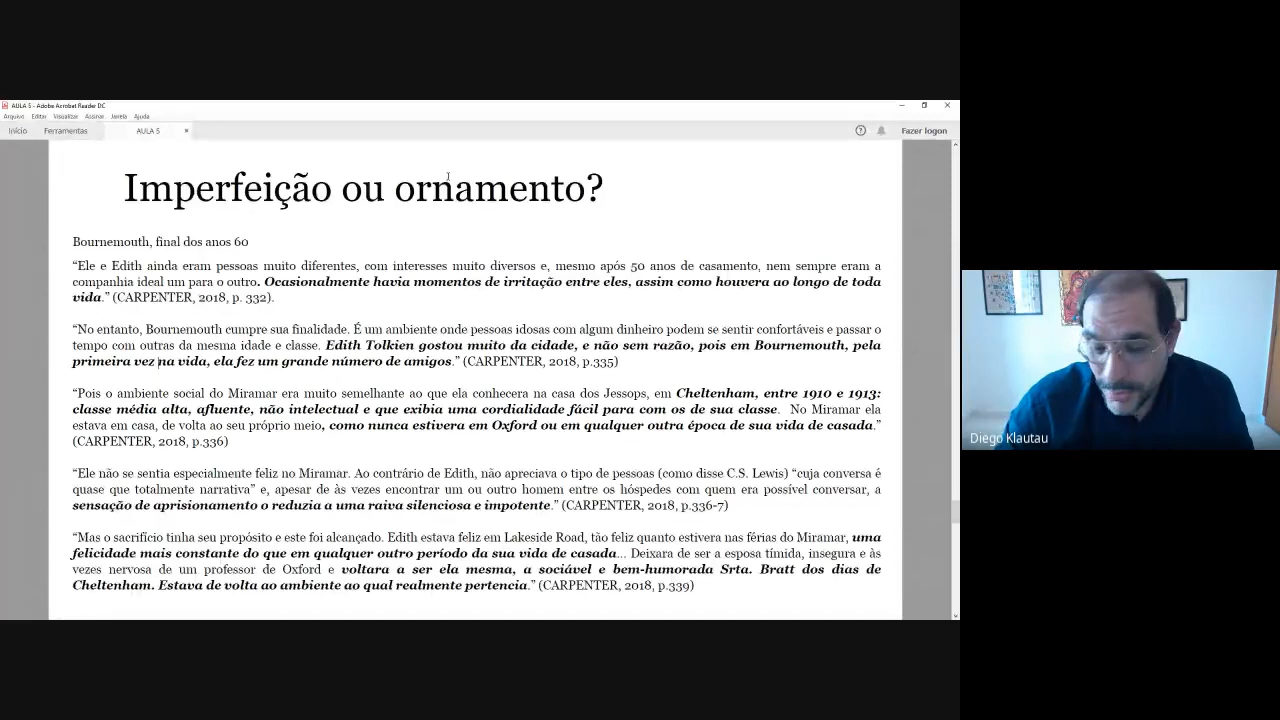 AULA 5 - Adobe Acrobat Reader DC
Arquivo Editar Visualizar Assinar Janela Ajuda
Início Ferramentas AULA 5 × Fazer logon
Imperfeição ou ornamento?
Bournemouth, final dos anos 60
“Ele e Edith ainda eram pessoas muito diferentes, com interesses muito diversos e, mesmo após 50 anos de casamento, nem sempre eram a
companhia ideal um para o outro. Ocasionalmente havia momentos de irritação entre eles, assim como houvera ao longo de toda
vida.” (CARPENTER, 2018, p. 332).
“No entanto, Bournemouth cumpre sua finalidade. É um ambiente onde pessoas idosas com algum dinheiro podem se sentir confortáveis e passar o
tempo com outras da mesma idade e classe. Edith Tolkien gostou muito da cidade, e não sem razão, pois em Bournemouth, pela
primeira vez na vida, ela fez um grande número de amigos.” (CARPENTER, 2018, p.335)
“Pois o ambiente social do Miramar era muito semelhante ao que ela conhecera na casa dos Jessops, em Cheltenham, entre 1910 e 1913:
classe média alta, afluente, não intelectual e que exibia uma cordialidade fácil para com os de sua classe. No Miramar ela
estava em casa, de volta ao seu próprio meio, como nunca estivera em Oxford ou em qualquer outra época de sua vida de casada.”
(CARPENTER, 2018, p.336)
“Ele não se sentia especialmente feliz no Miramar. Ao contrário de Edith, não apreciava o tipo de pessoas (como disse C.S. Lewis) “cuja conversa é
quase que totalmente narrativa” e, apesar de às vezes encontrar um ou outro homem entre os hóspedes com quem era possível conversar, a
sensação de aprisionamento o reduzia a uma raiva silenciosa e impotente.” (CARPENTER, 2018, p.336-7)
“Mas o sacrifício tinha seu propósito e este foi alcançado. Edith estava feliz em Lakeside Road, tão feliz quanto estivera nas férias do Miramar, uma
felicidade mais constante do que em qualquer outro período da sua vida de casada... Deixara de ser a esposa tímida, insegura e às
vezes nervosa de um professor de Oxford e voltara a ser ela mesma, a sociável e bem-humorada Srta. Bratt dos dias de
Cheltenham. Estava de volta ao ambiente ao qual realmente pertencia.” (CARPENTER, 2018, p.339)
Diego Klautau